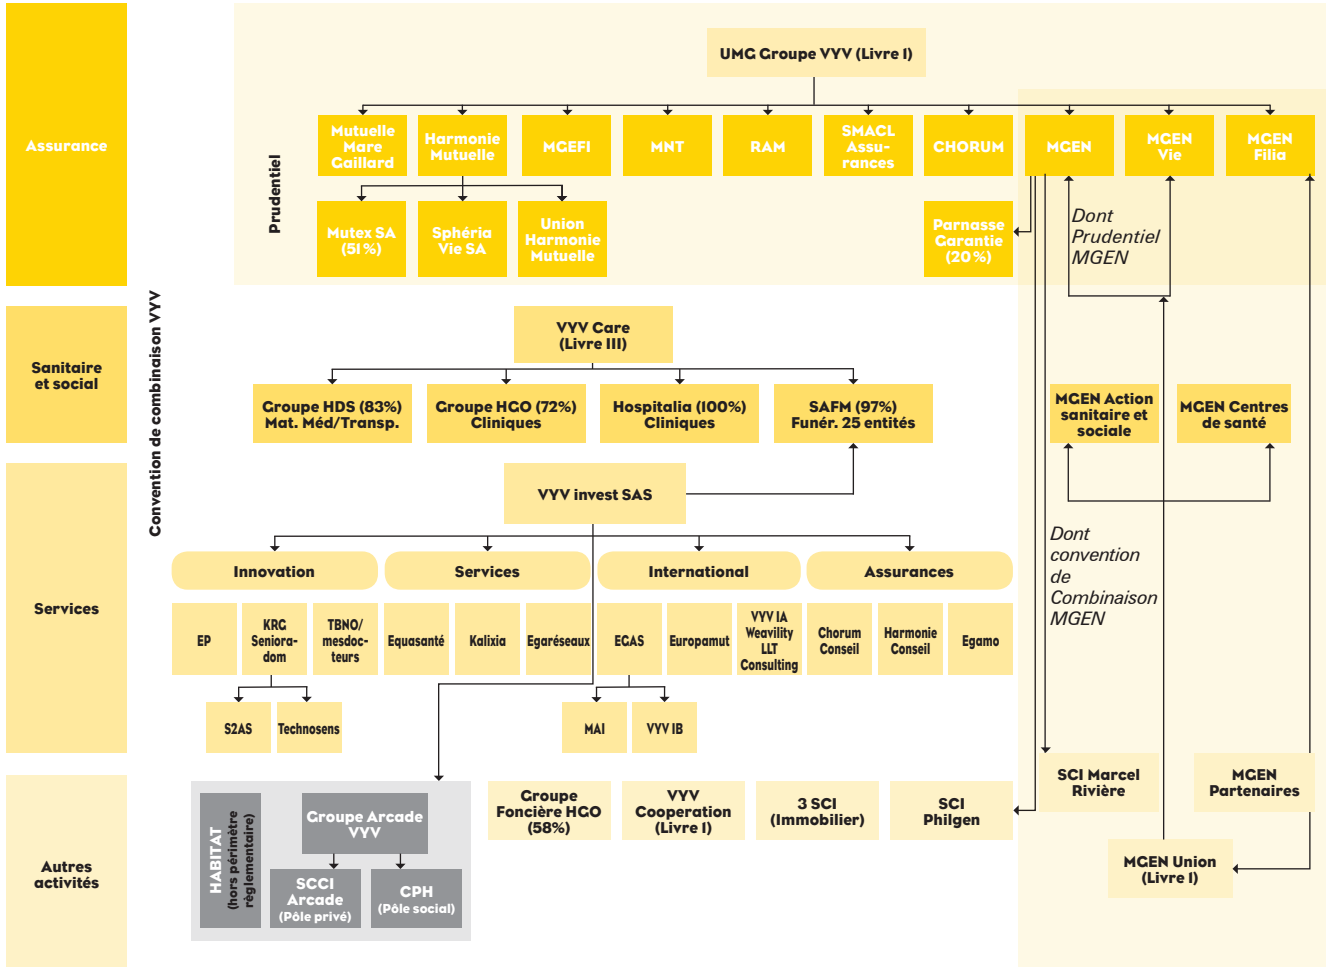 UMG Groupe VYV (Livre I)
Assurance
Prudentiel
Mutuelle
Mare
Gaillard
Harmonie
Mutuelle
MGEFI
MNT
RAM
SMACL
Assu-
rances
CHORUM
MGEN
MGEN
Vie
MGEN
Filia
Mutex SA
(51 %)
Sphéria
Vie SA
Union
Harmonie
Mutuelle
Parnasse
Garantie
(20 %)
Dont
Prudentiel
MGEN
Convention de combinaison VYV
Sanitaire
et social
VYV Care
(Livre III)
Groupe HDS (83%)
Mat. Méd/Transp.
Groupe HGO (72%)
Cliniques
Hospitalia (100%)
Cliniques
SAFM (97%)
Funér. 25 entités
MGEN Action
sanitaire et
sociale
MGEN Centres
de santé
Services
VYV invest SAS
Innovation
Services
International
Assurances
EP
KRG
Seniora-
dom
TBNO/
mesdoc-
teurs
Equasanté
Kalixia
Egaréseaux
EGAS
Europamut
VYV IA
Weavility
LLT
Consulting
Chorum
Conseil
Harmonie
Conseil
Egamo
S2AS
Technosens
MAI
VYV IB
Dont
convention
de
Combinaison
MGEN
Autres
activités
HABITAT
(hors périmètre
règlementaire)
Groupe Arcade
VYV
SCCI
Arcade
(Pôle privé)
CPH
(Pôle social)
Groupe
Foncière HGO
(58%)
VYV
Cooperation
(Livre 1)
3 SCI
(Immobilier)
SCI
Philgen
SCI Marcel
Rivière
MGEN
Partenaires
MGEN Union
(Livre I)